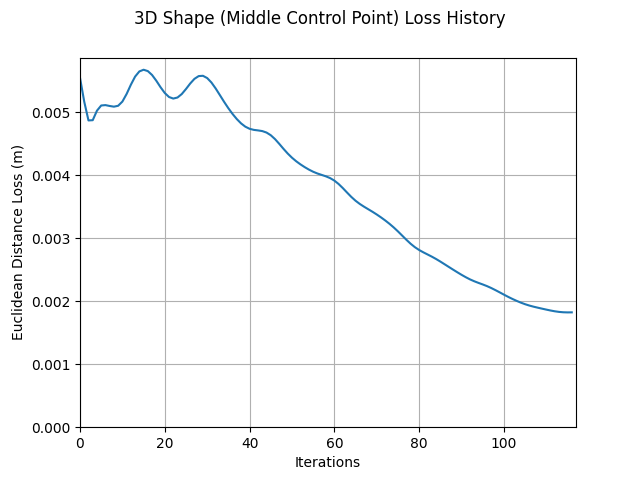 3D Shape (Middle Control Point) Loss History
Euclidean Distance Loss (m)
0.005
0.004
0.003
0.002
0.001
0.000
0 20 40 60 80 100
Iterations